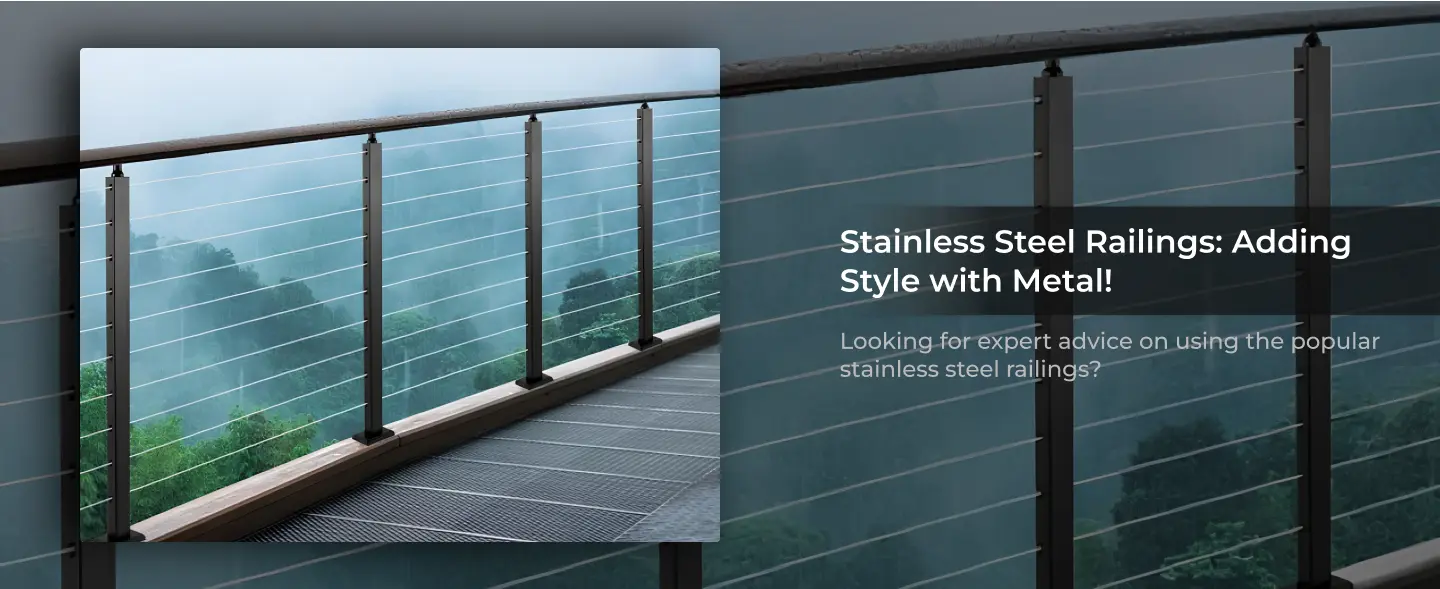 Stainless Steel Railings: Adding
Style with Metal!
Looking for expert advice on using the popular
stainless steel railings?